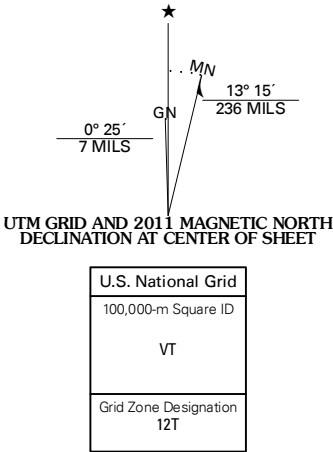 ★
MN
13° 15´
236 MILS
GN
0° 25´
7 MILS
UTM GRID AND 2011 MAGNETIC NORTH
DECLINATION AT CENTER OF SHEET
U.S. National Grid
100,000-m Square ID
VT
Grid Zone Designation
12T